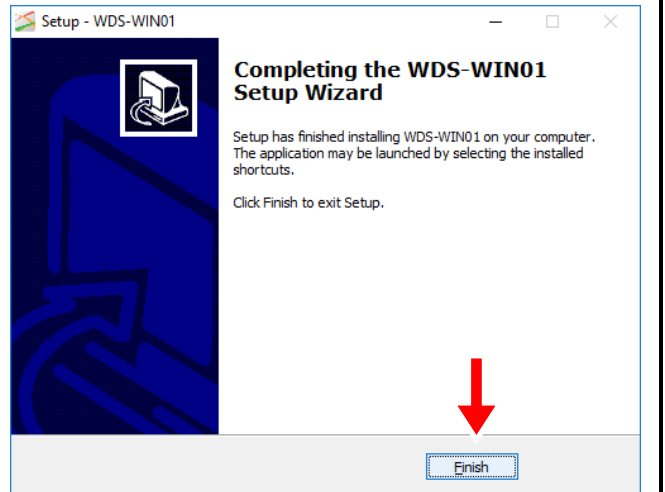 Setup - WDS-WIN01
Completing the WDS-WIN01
Setup Wizard
Setup has finished installing WDS-WIN01 on your computer.
The application may be launched by selecting the installed
shortcuts.
Click Finish to exit Setup.
Finish